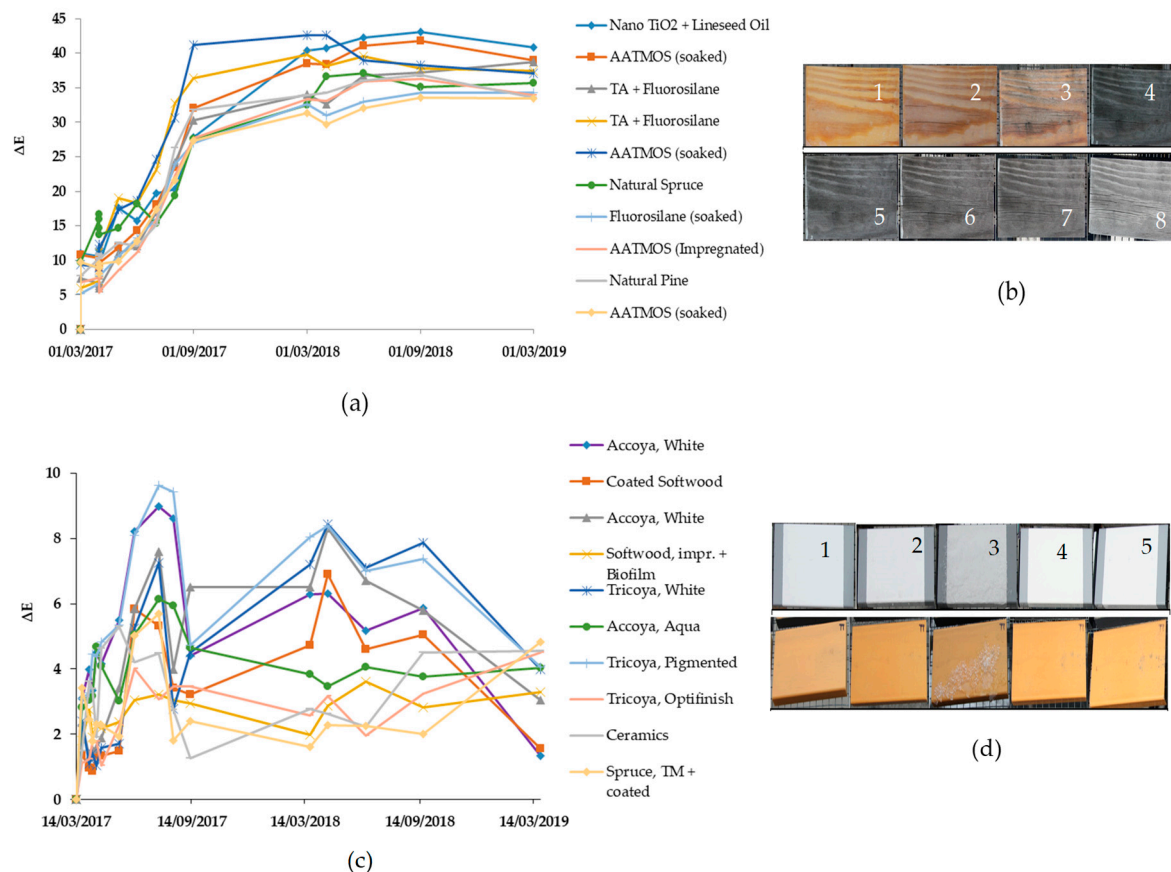 45
40
35
30
25
20
15
10
5
0
ΔE
01/03/2017 01/09/2017 01/03/2018 01/09/2018 01/03/2019
Nano TiO2 + Lineseed Oil
AATMOS (soaked)
TA + Fluorosilane
TA + Fluorosilane
AATMOS (soaked)
Natural Spruce
Fluorosilane (soaked)
AATMOS (Impregnated)
Natural Pine
AATMOS (soaked)
(a)
1 2 3 4
5 6 7 8
(b)
10
8
6
4
2
0
ΔE
14/03/2017 14/09/2017 14/03/2018 14/09/2018 14/03/2019
Accoya, White
Coated Softwood
Accoya, White
Softwood, impr. +
Biofilm
Tricoya, White
Accoya, Aqua
Tricoya, Pigmented
Tricoya, Optifinish
Ceramics
Spruce, TM +
coated
(c)
1 2 3 4 5
(d)